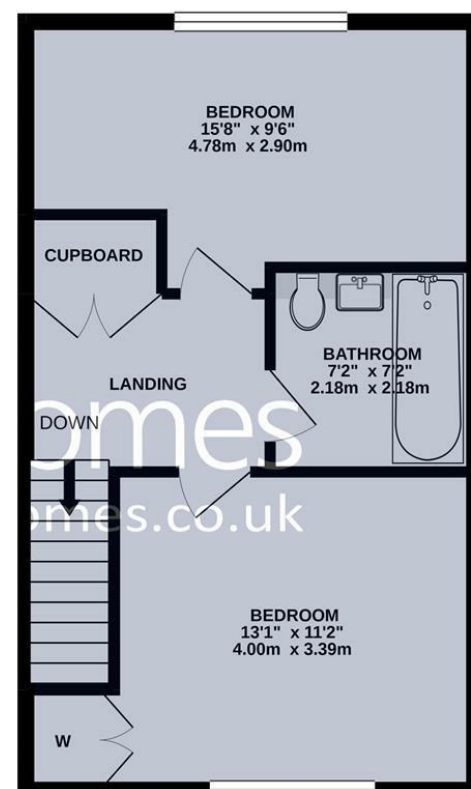 BEDROOM
15'8" x 9'6"
4.78m x 2.90m
CUPBOARD
BATHROOM
7'2" x 7'2"
2.18m x 2.18m
LANDING
omes
DOWN
omes.co.uk
BEDROOM
13'1" x 11'2"
4.00m x 3.39m
W